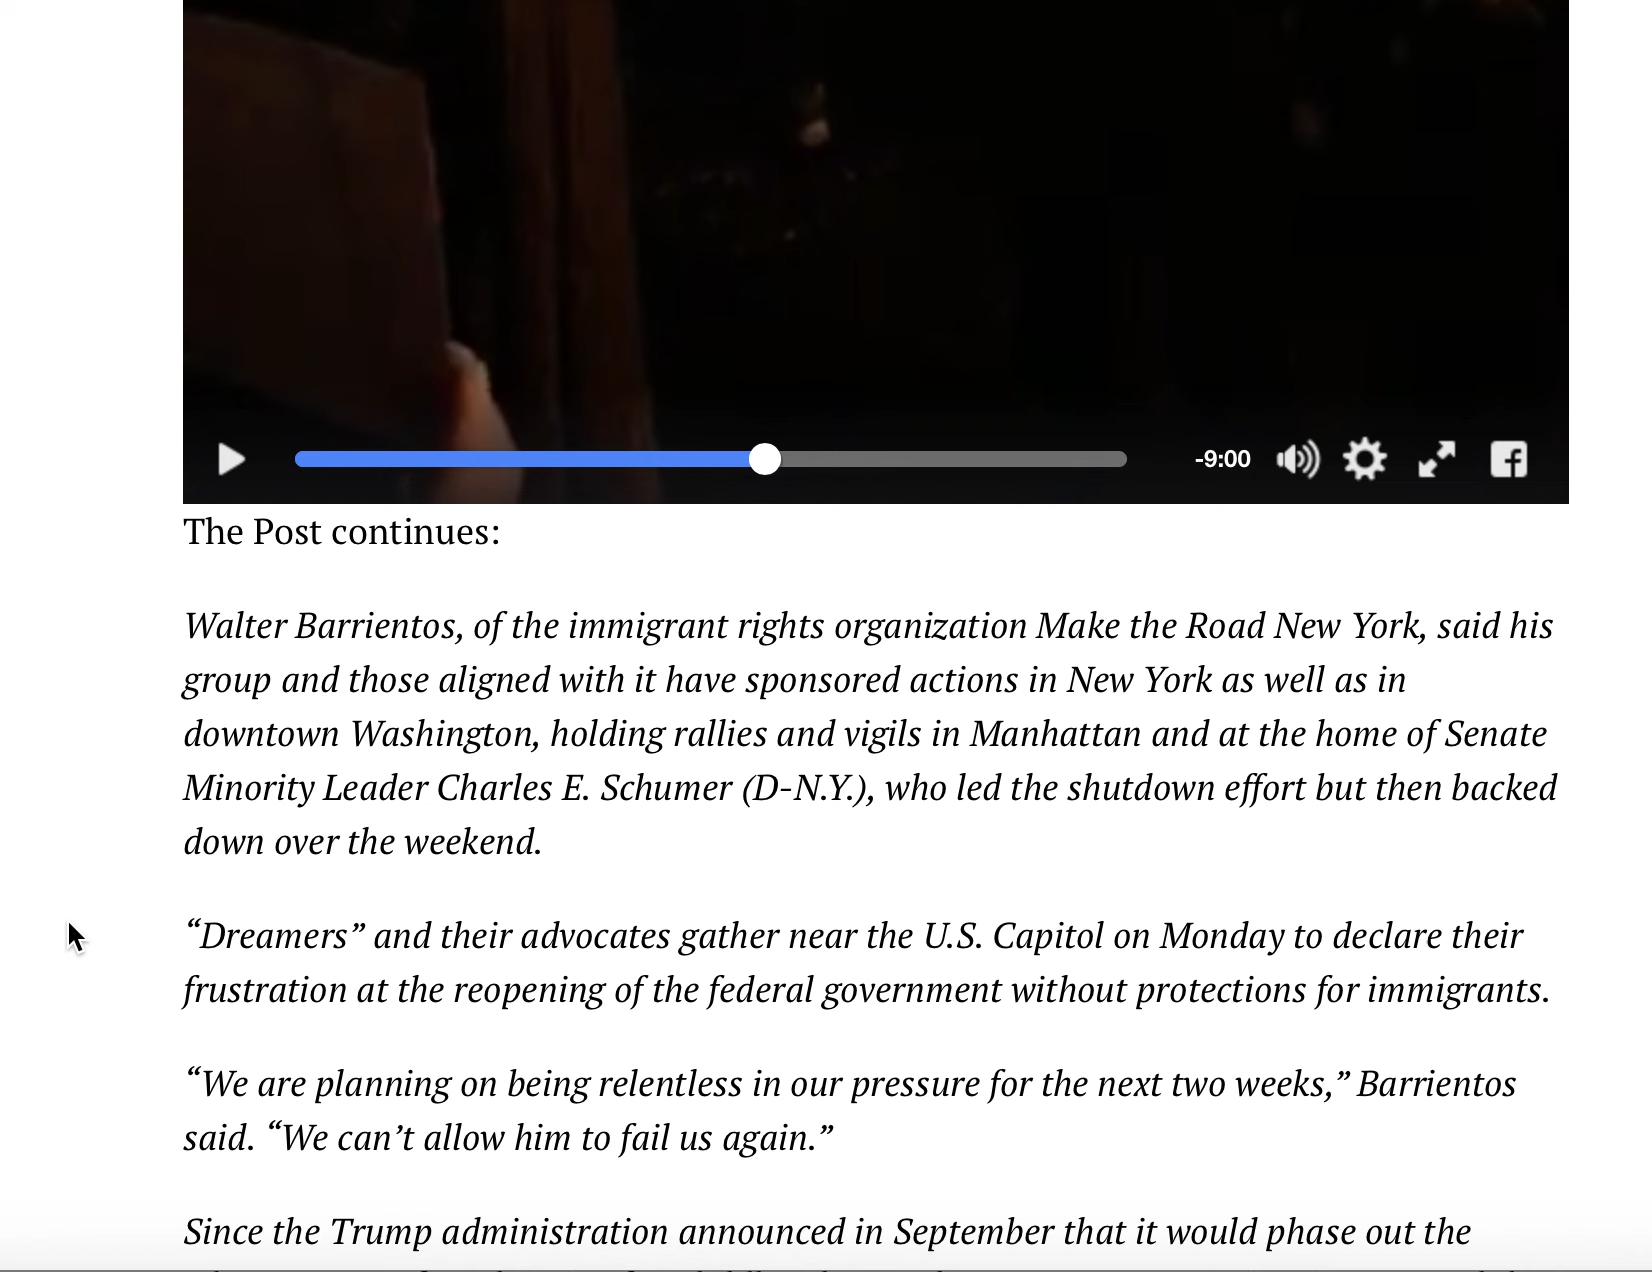 -9:00
The Post continues:
Walter Barrientos, of the immigrant rights organization Make the Road New York, said his
group and those aligned with it have sponsored actions in New York as well as in
downtown Washington, holding rallies and vigils in Manhattan and at the home of Senate
Minority Leader Charles E. Schumer (D-N.Y.), who led the shutdown effort but then backed
down over the weekend.
“Dreamers” and their advocates gather near the U.S. Capitol on Monday to declare their
frustration at the reopening of the federal government without protections for immigrants.
“We are planning on being relentless in our pressure for the next two weeks,” Barrientos
said. “We can’t allow him to fail us again.”
Since the Trump administration announced in September that it would phase out the